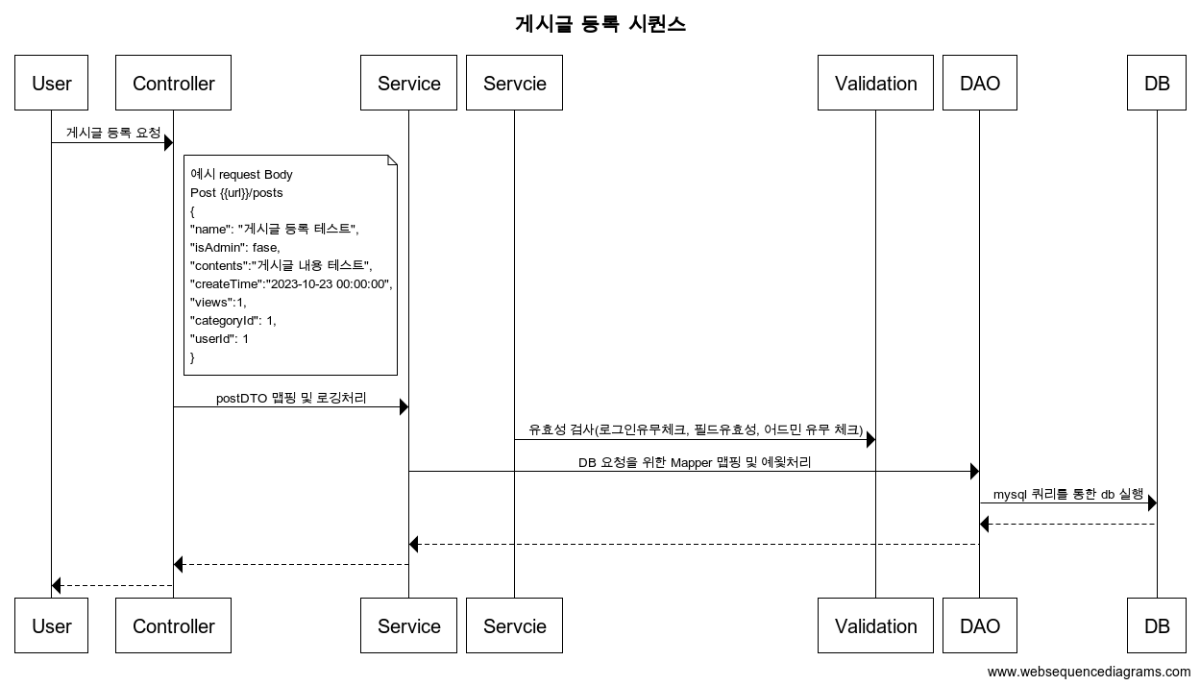 게시글 등록 시퀀스
User Controller Service Servcie Validation DAO DB
게시글 등록 요청
예시 request Body
Post {{url}}/posts
{
"name": "게시글 등록 테스트",
"isAdmin": fase,
"contents":"게시글 내용 테스트",
"createTime":"2023-10-23 00:00:00",
"views":1,
"categoryId": 1,
"userId": 1
}
postDTO 맵핑 및 로깅처리
유효성 검사(로그인유무체크, 필드유효성, 어드민 유무 체크)
DB 요청을 위한 Mapper 맵핑 및 예욋처리
mysql 쿼리를 통한 db 실행
User Controller Service Servcie Validation DAO DB
www.websequencediagrams.com